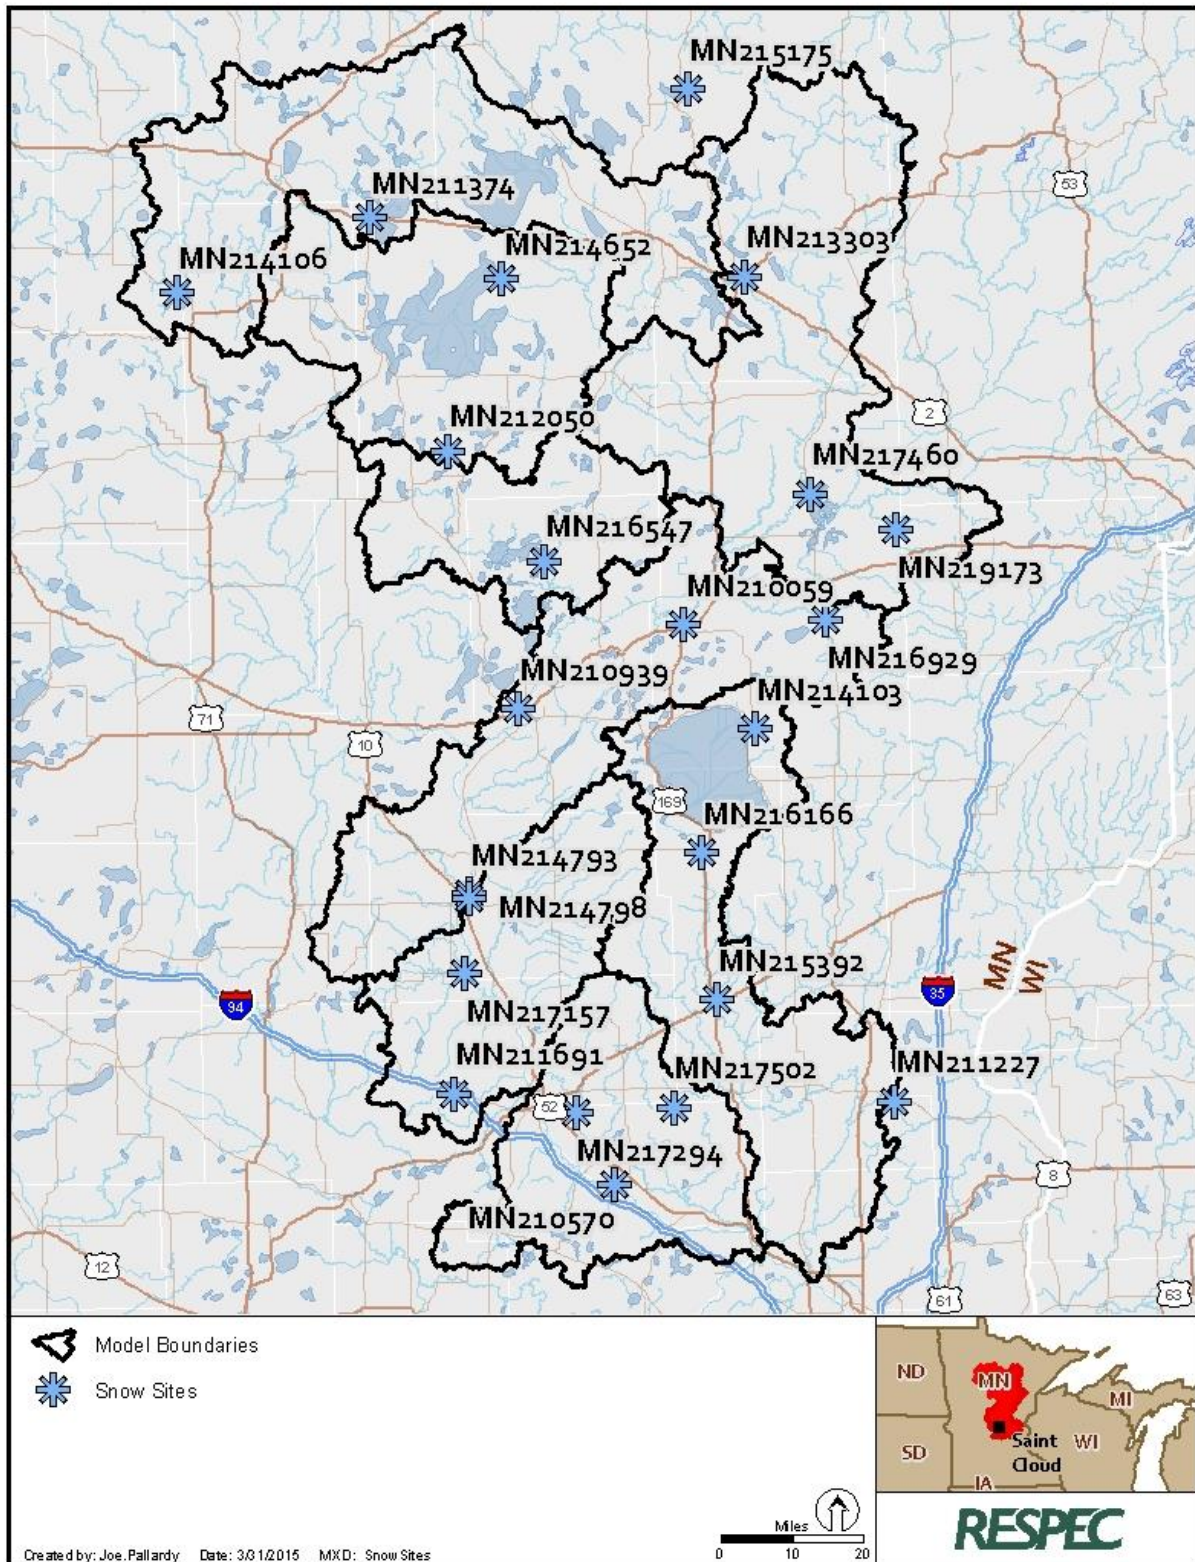 MN215175
53
MN211374
MN213303
MN214652
MN214106
2
MN212050
MN217460
MN216547
MN219173
MN210059
MN216929
MN210939
MN214103
71
10
169
MN216166
MN214793
MN214798
MN
WI
MN215392
94
35
MN217157
MN211691
MN217502
MN211227
52
MN217294
8
MN210570
12
61
63
Model Boundaries
Snow Sites
ND
MN
MI
SD
Saint
Cloud
WI
IA
Miles
0 10 20
RESPEC
Created by: Joe.Pallardy Date: 3/31/2015 MXD: Snow Sites